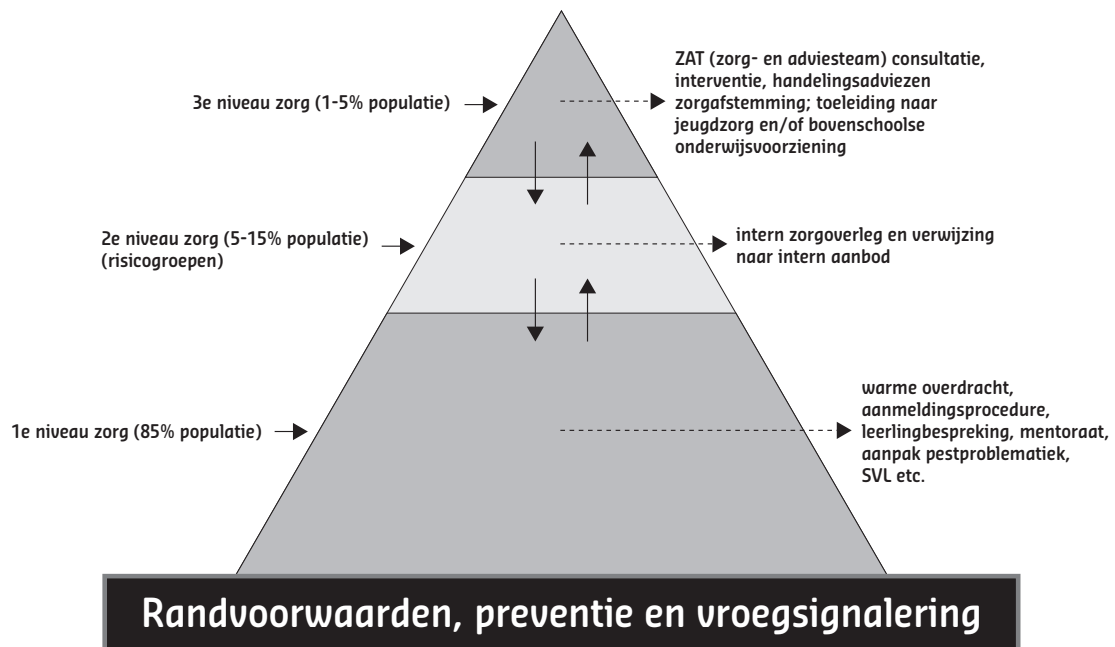 3e niveau zorg (1-5% populatie)
ZAT (zorg- en adviesteam) consultatie,
interventie, handelingsadviezen
zorgafstemming; toeleiding naar
jeugdzorg en/of bovenschoolse
onderwijsvoorziening
2e niveau zorg (5-15% populatie)
(risicogroepen)
intern zorgoverleg en verwijzing
naar intern aanbod
1e niveau zorg (85% populatie)
warme overdracht,
aanmeldingsprocedure,
leerlingbespreking, mentoraat,
aanpak pestproblematiek,
SVL etc.
Randvoorwaarden, preventie en vroegsignalering